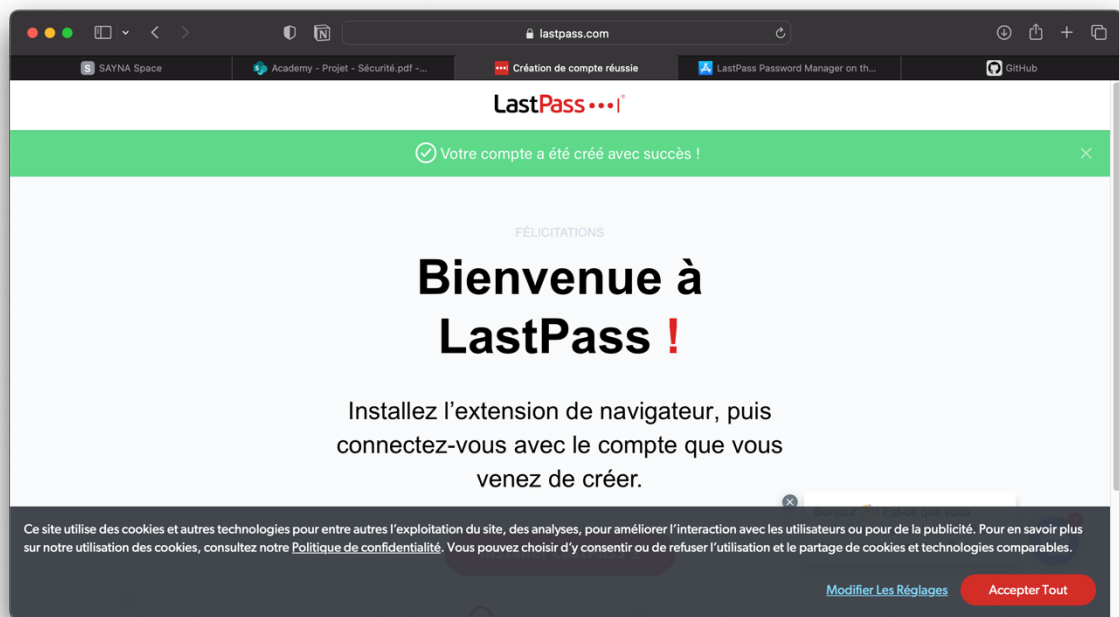 lastpass.com
S SAYNA Space
Academy - Projet - Sécurité.pdf -...
Création de compte réussie
LastPass Password Manager on th...
GitHub
LastPass
Votre compte a été créé avec succès !
FÉLICITATIONS
Bienvenue à
LastPass !
Installez l’extension de navigateur, puis
connectez-vous avec le compte que vous
venez de créer.
Ce site utilise des cookies et autres technologies pour entre autres l’exploitation du site, des analyses, pour améliorer l’interaction avec les utilisateurs ou pour de la publicité. Pour en savoir plus
sur notre utilisation des cookies, consultez notre Politique de confidentialité. Vous pouvez choisir d’y consentir ou de refuser l’utilisation et le partage de cookies et technologies comparables.
Modifier Les Réglages
Accepter Tout